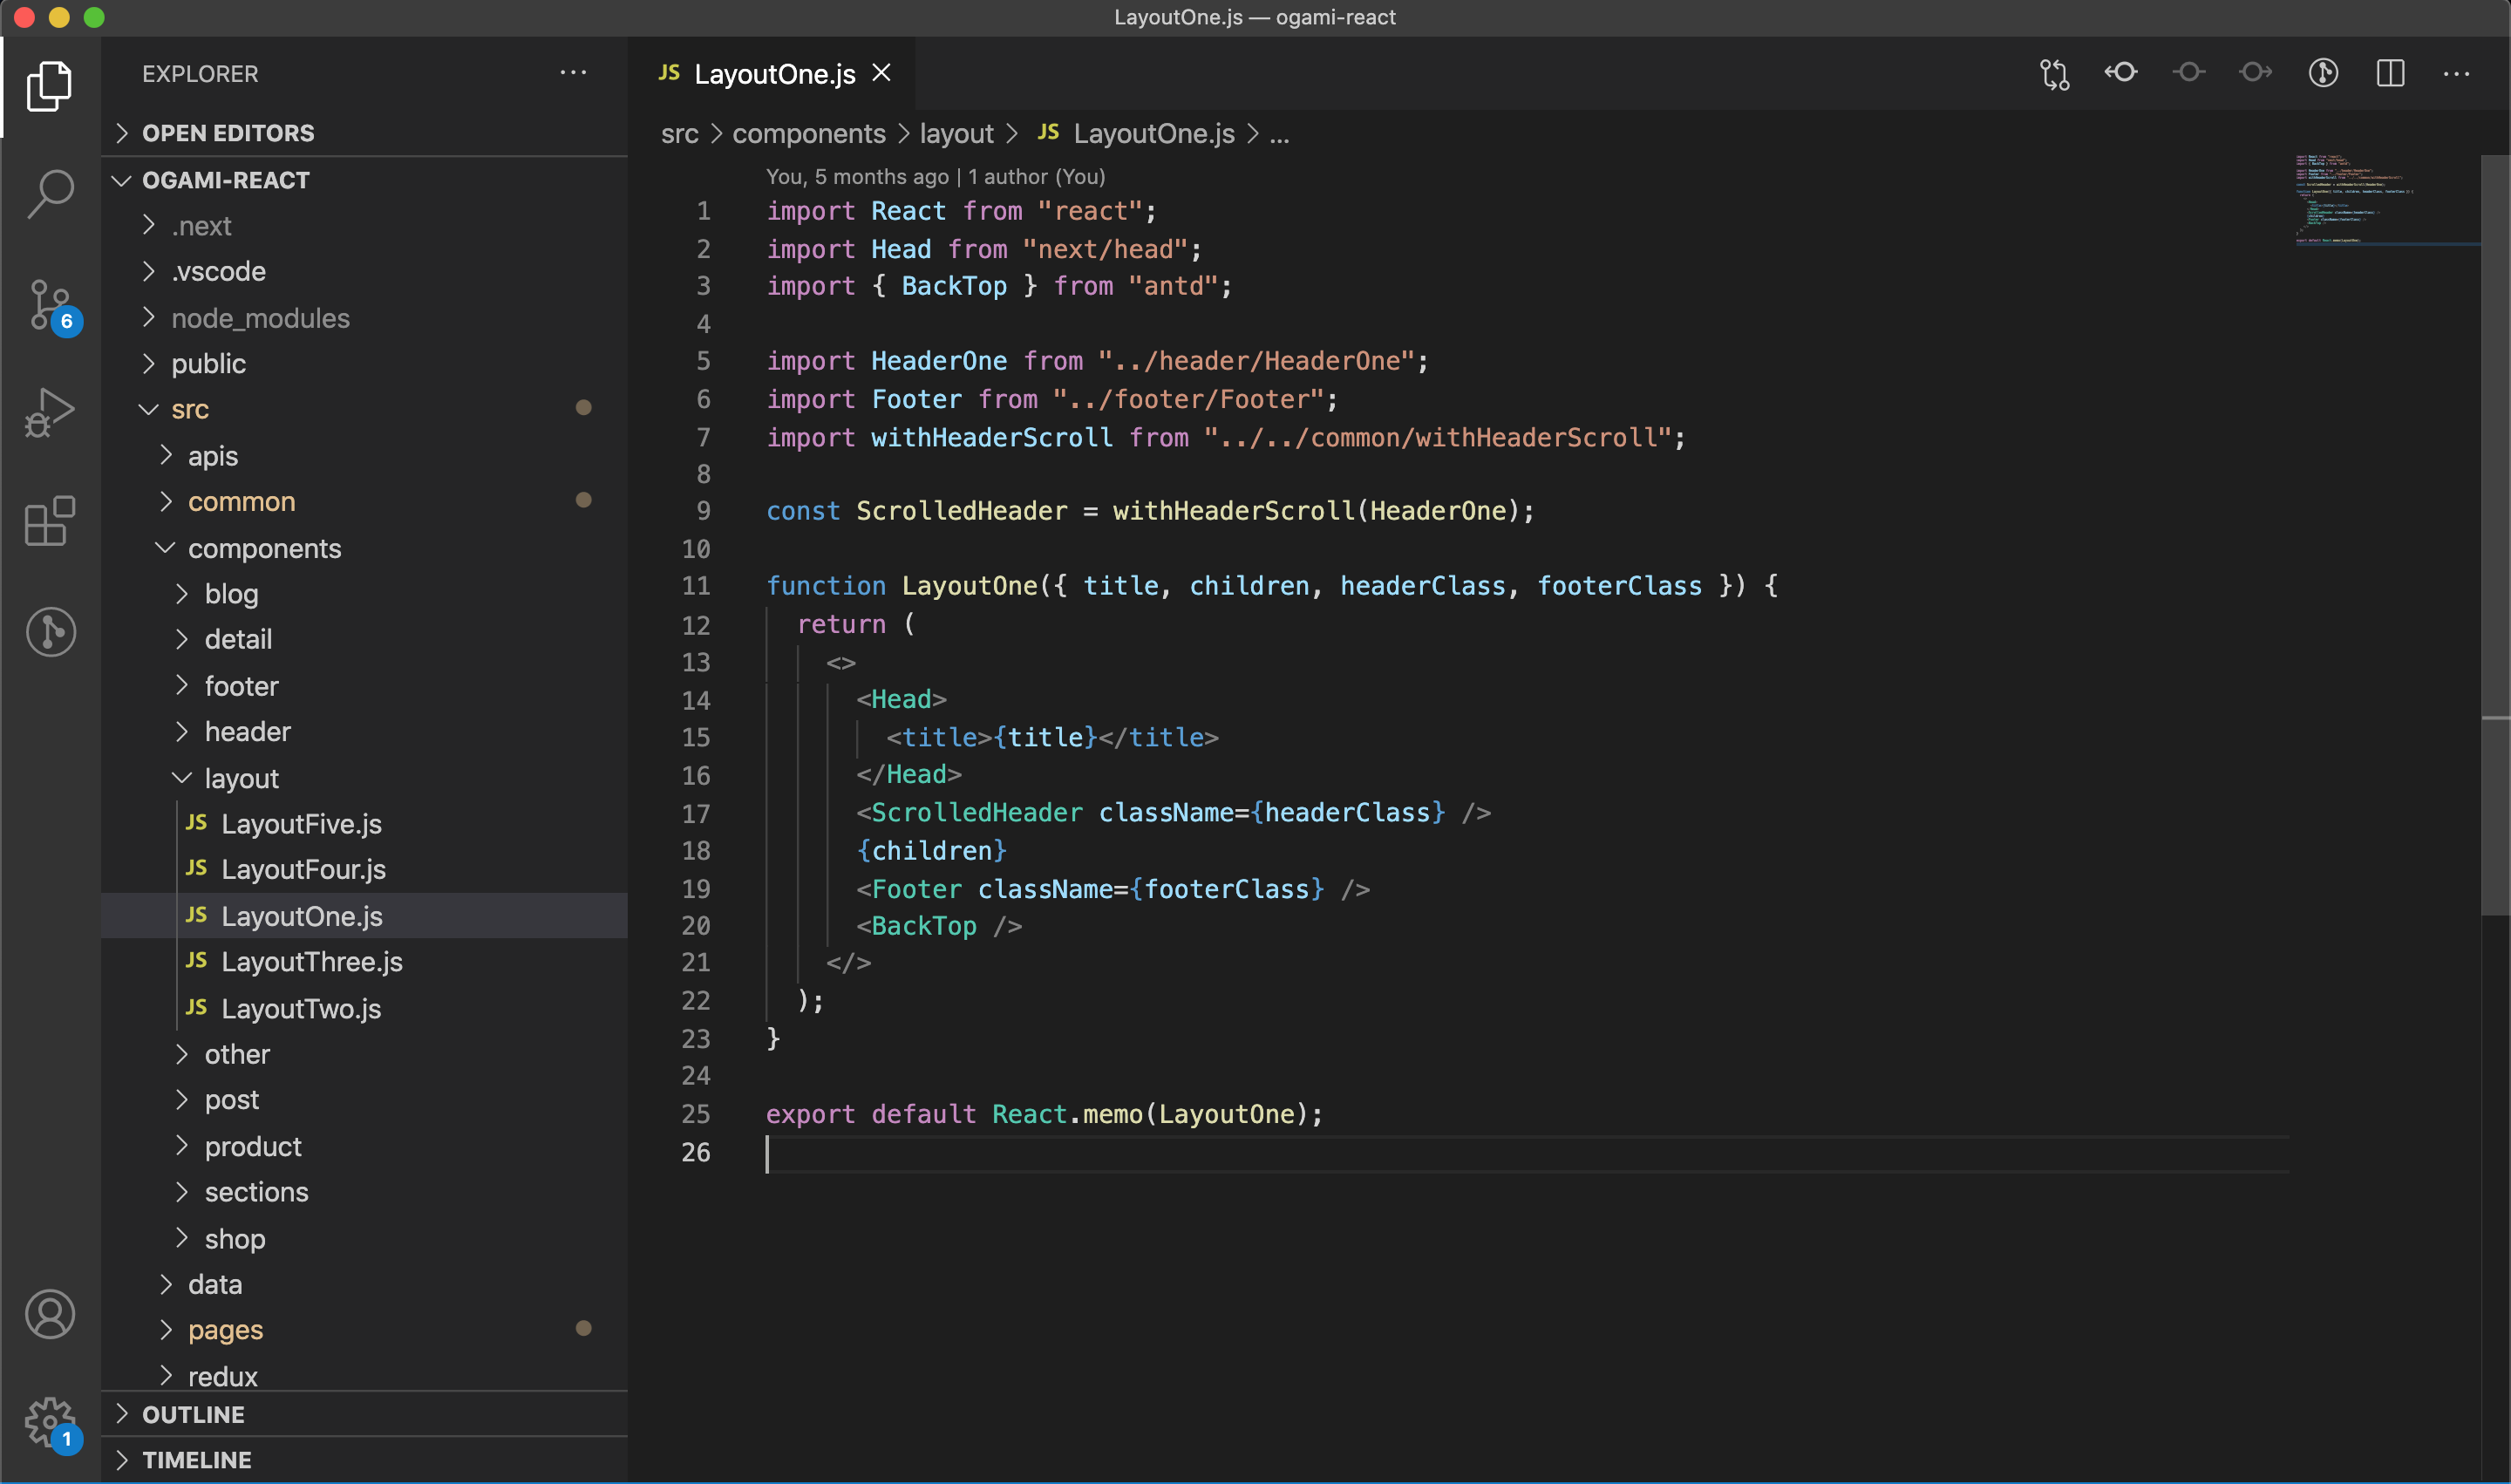 LayoutOne.js — ogami-react
EXPLORER
OPEN EDITORS
OGAMI-REACT
.next
.vscode
node_modules
public
src
apis
common
components
blog
detail
footer
header
layout
JS LayoutFive.js
JS LayoutFour.js
JS LayoutOne.js
JS LayoutThree.js
JS LayoutTwo.js
other
post
product
sections
shop
data
pages
redux
OUTLINE
TIMELINE
6
1
JS LayoutOne.js
src > components > layout > JS LayoutOne.js > ...
You, 5 months ago | 1 author (You)
1 import React from "react";
2 import Head from "next/head";
3 import { BackTop } from "antd";
4
5 import HeaderOne from "../header/HeaderOne";
6 import Footer from "../footer/Footer";
7 import withHeaderScroll from "../../common/withHeaderScroll";
8
9 const ScrolledHeader = withHeaderScroll(HeaderOne);
10
11 function LayoutOne({ title, children, headerClass, footerClass }) {
12 return (
13 <>
14 <Head>
15 <title>{title}</title>
16 </Head>
17 <ScrolledHeader className={headerClass} />
18 {children}
19 <Footer className={footerClass} />
20 <BackTop />
21 </>
22 );
23 }
24
25 export default React.memo(LayoutOne);
26